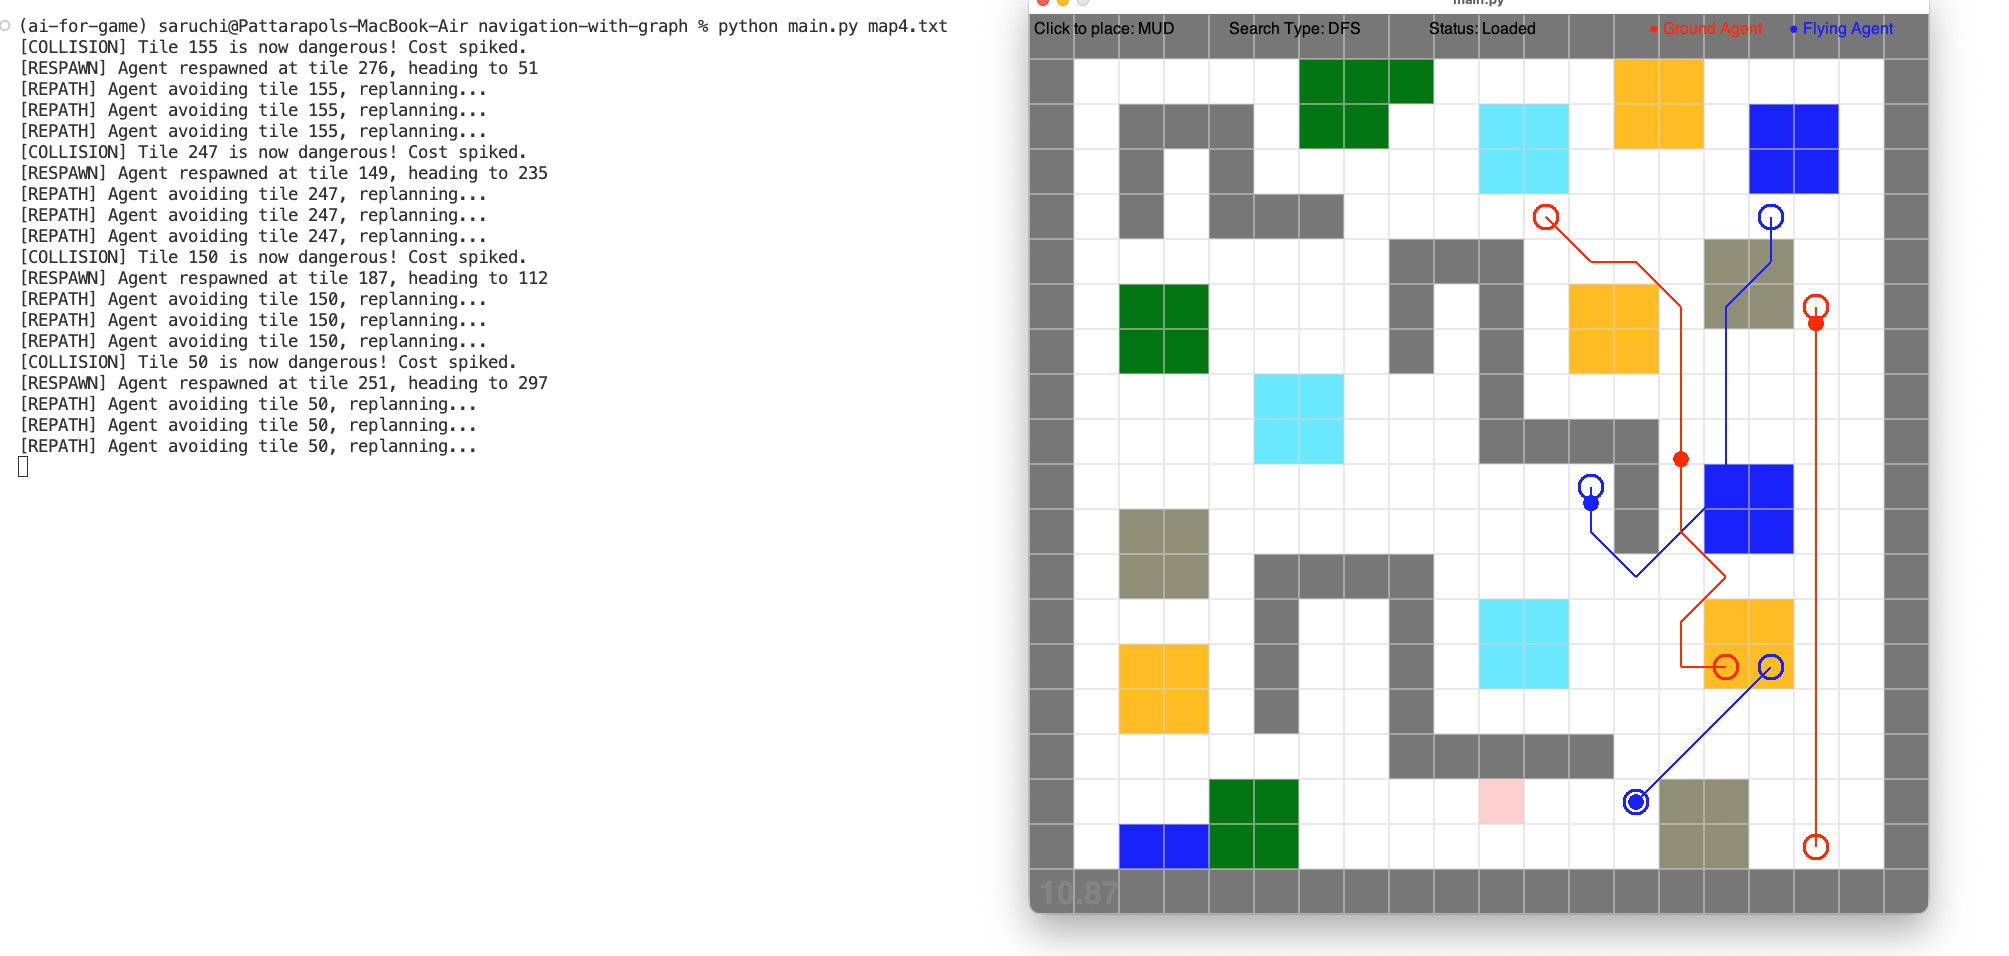 (ai-for-game) saruchi@Pattarapols-MacBook-Air navigation-with-graph % python main.py map4.txt
[COLLISION] Tile 155 is now dangerous! Cost spiked.
[RESPAWN] Agent respawned at tile 276, heading to 51
[REPATH] Agent avoiding tile 155, replanning...
[REPATH] Agent avoiding tile 155, replanning...
[REPATH] Agent avoiding tile 155, replanning...
[COLLISION] Tile 247 is now dangerous! Cost spiked.
[RESPAWN] Agent respawned at tile 149, heading to 235
[REPATH] Agent avoiding tile 247, replanning...
[REPATH] Agent avoiding tile 247, replanning...
[REPATH] Agent avoiding tile 247, replanning...
[COLLISION] Tile 150 is now dangerous! Cost spiked.
[RESPAWN] Agent respawned at tile 187, heading to 112
[REPATH] Agent avoiding tile 150, replanning...
[REPATH] Agent avoiding tile 150, replanning...
[REPATH] Agent avoiding tile 150, replanning...
[COLLISION] Tile 50 is now dangerous! Cost spiked.
[RESPAWN] Agent respawned at tile 251, heading to 297
[REPATH] Agent avoiding tile 50, replanning...
[REPATH] Agent avoiding tile 50, replanning...
[REPATH] Agent avoiding tile 50, replanning...
main.py
Click to place: MUD Search Type: DFS Status: Loaded Ground Agent Flying Agent
10.87